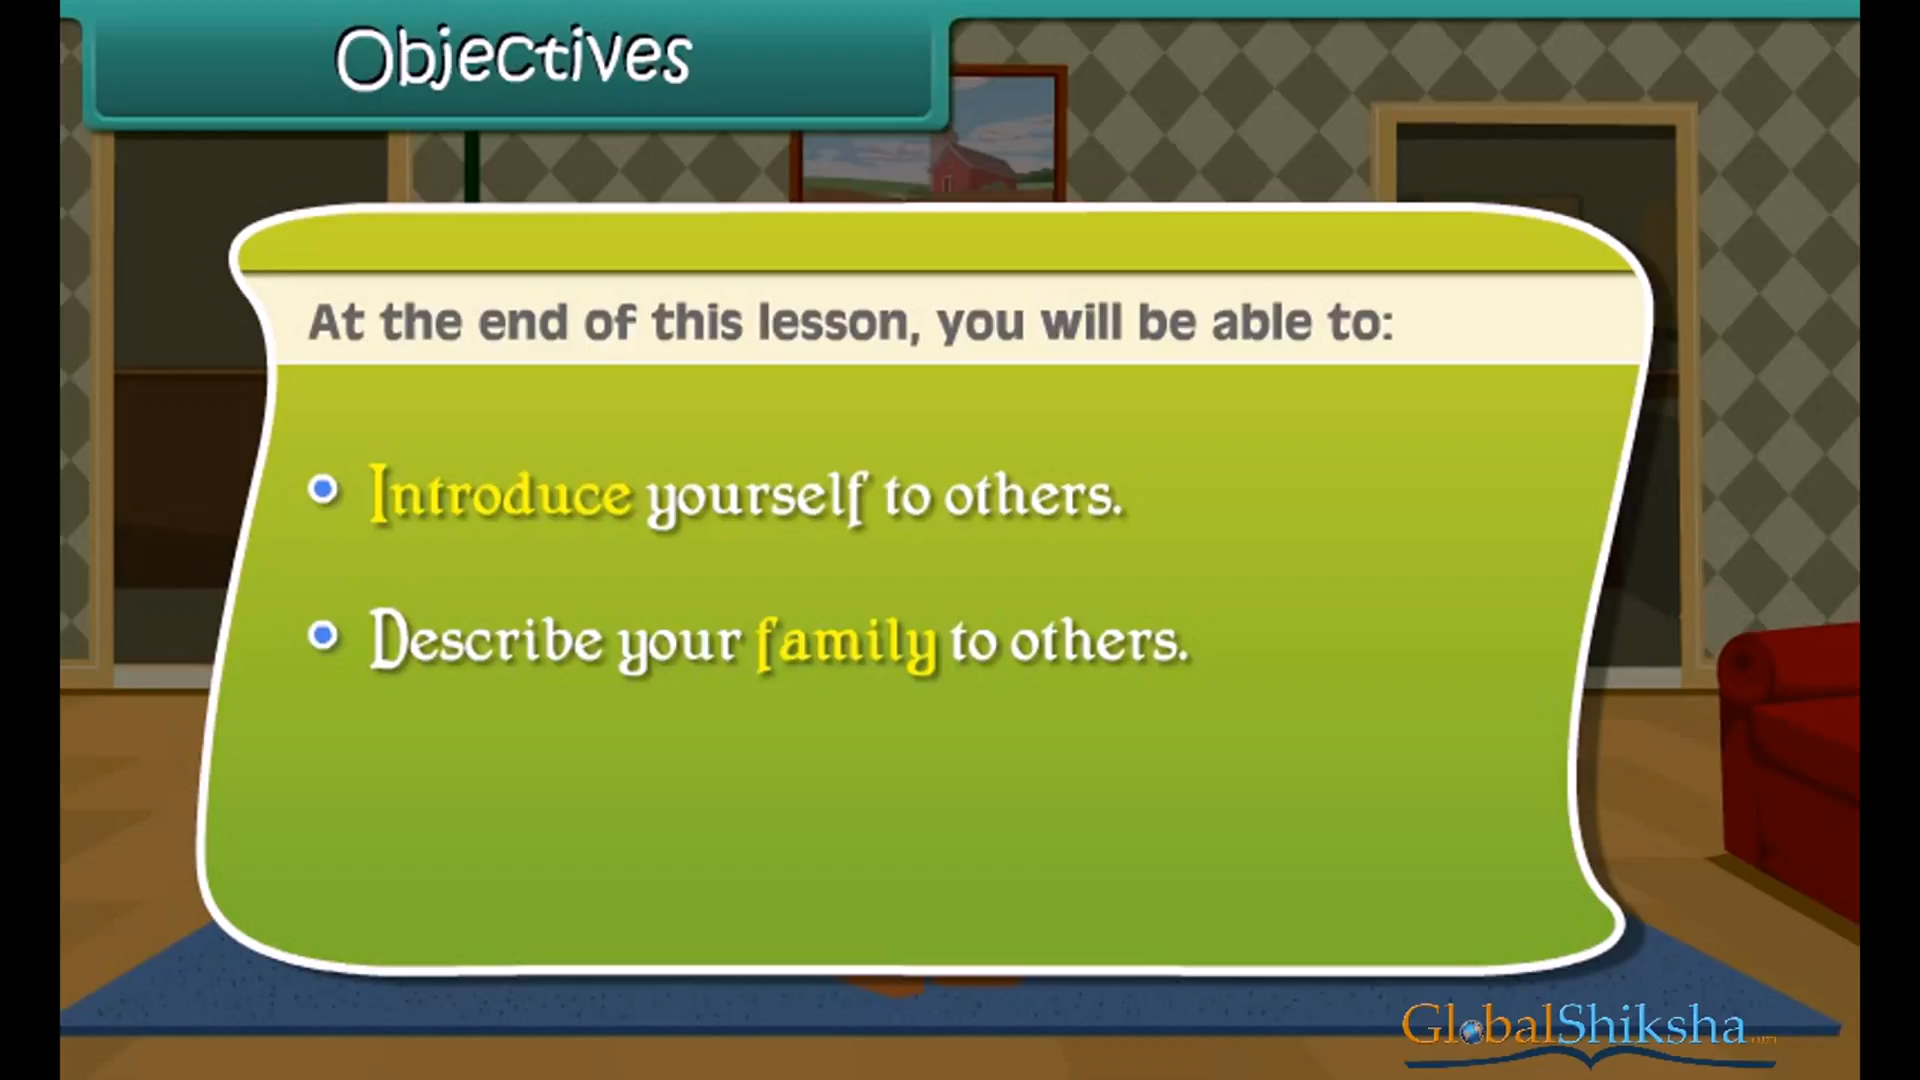 Objectives
At the end of this lesson, you will be able to:
Introduce yourself to others.
Describe your family to others.
GlobalShiksha.com